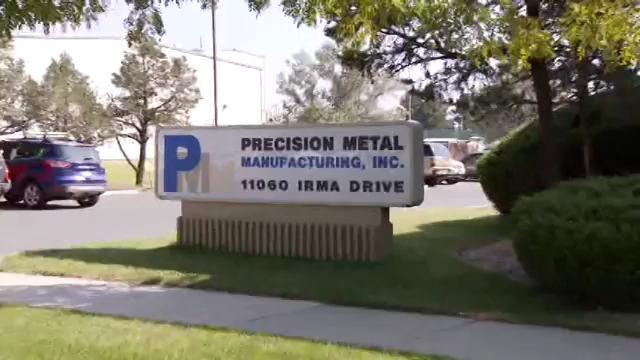 PM
PRECISION METAL
MANUFACTURING, INC.
11060 IRMA DRIVE